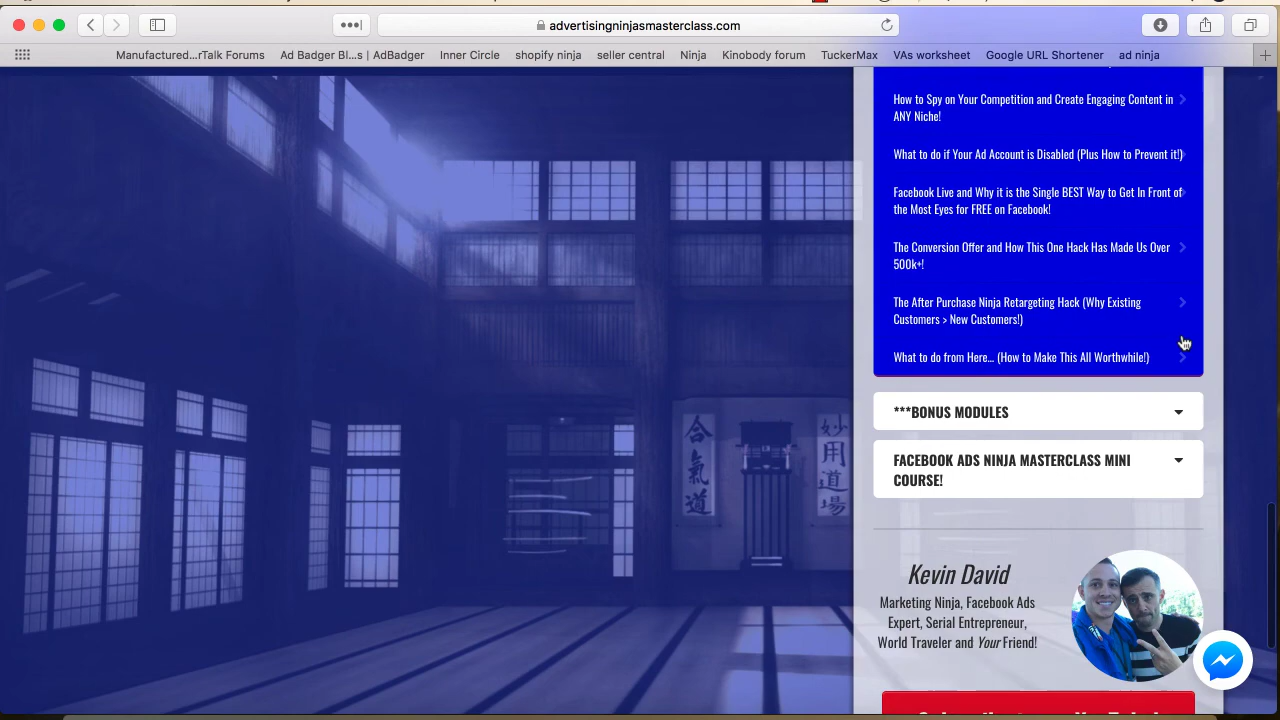 advertisingninjasmasterclass.com
Manufactured...rTalk Forums
Ad Badger Bl...s | AdBadger
Inner Circle
shopify ninja
seller central
Ninja
Kinobody forum
TuckerMax
VAs worksheet
Google URL Shortener
ad ninja
How to Spy on Your Competition and Create Engaging Content in
ANY Niche!
What to do if Your Ad Account is Disabled (Plus How to Prevent it!)
Facebook Live and Why it is the Single BEST Way to Get In Front of
the Most Eyes for FREE on Facebook!
The Conversion Offer and How This One Hack Has Made Us Over
500k+!
The After Purchase Ninja Retargeting Hack (Why Existing
Customers > New Customers!)
What to do from Here... (How to Make This All Worthwhile!)
***BONUS MODULES
FACEBOOK ADS NINJA MASTERCLASS MINI
COURSE!
合氣道
妙用道場
Kevin David
Marketing Ninja, Facebook Ads
Expert, Serial Entrepreneur,
World Traveler and Your Friend!